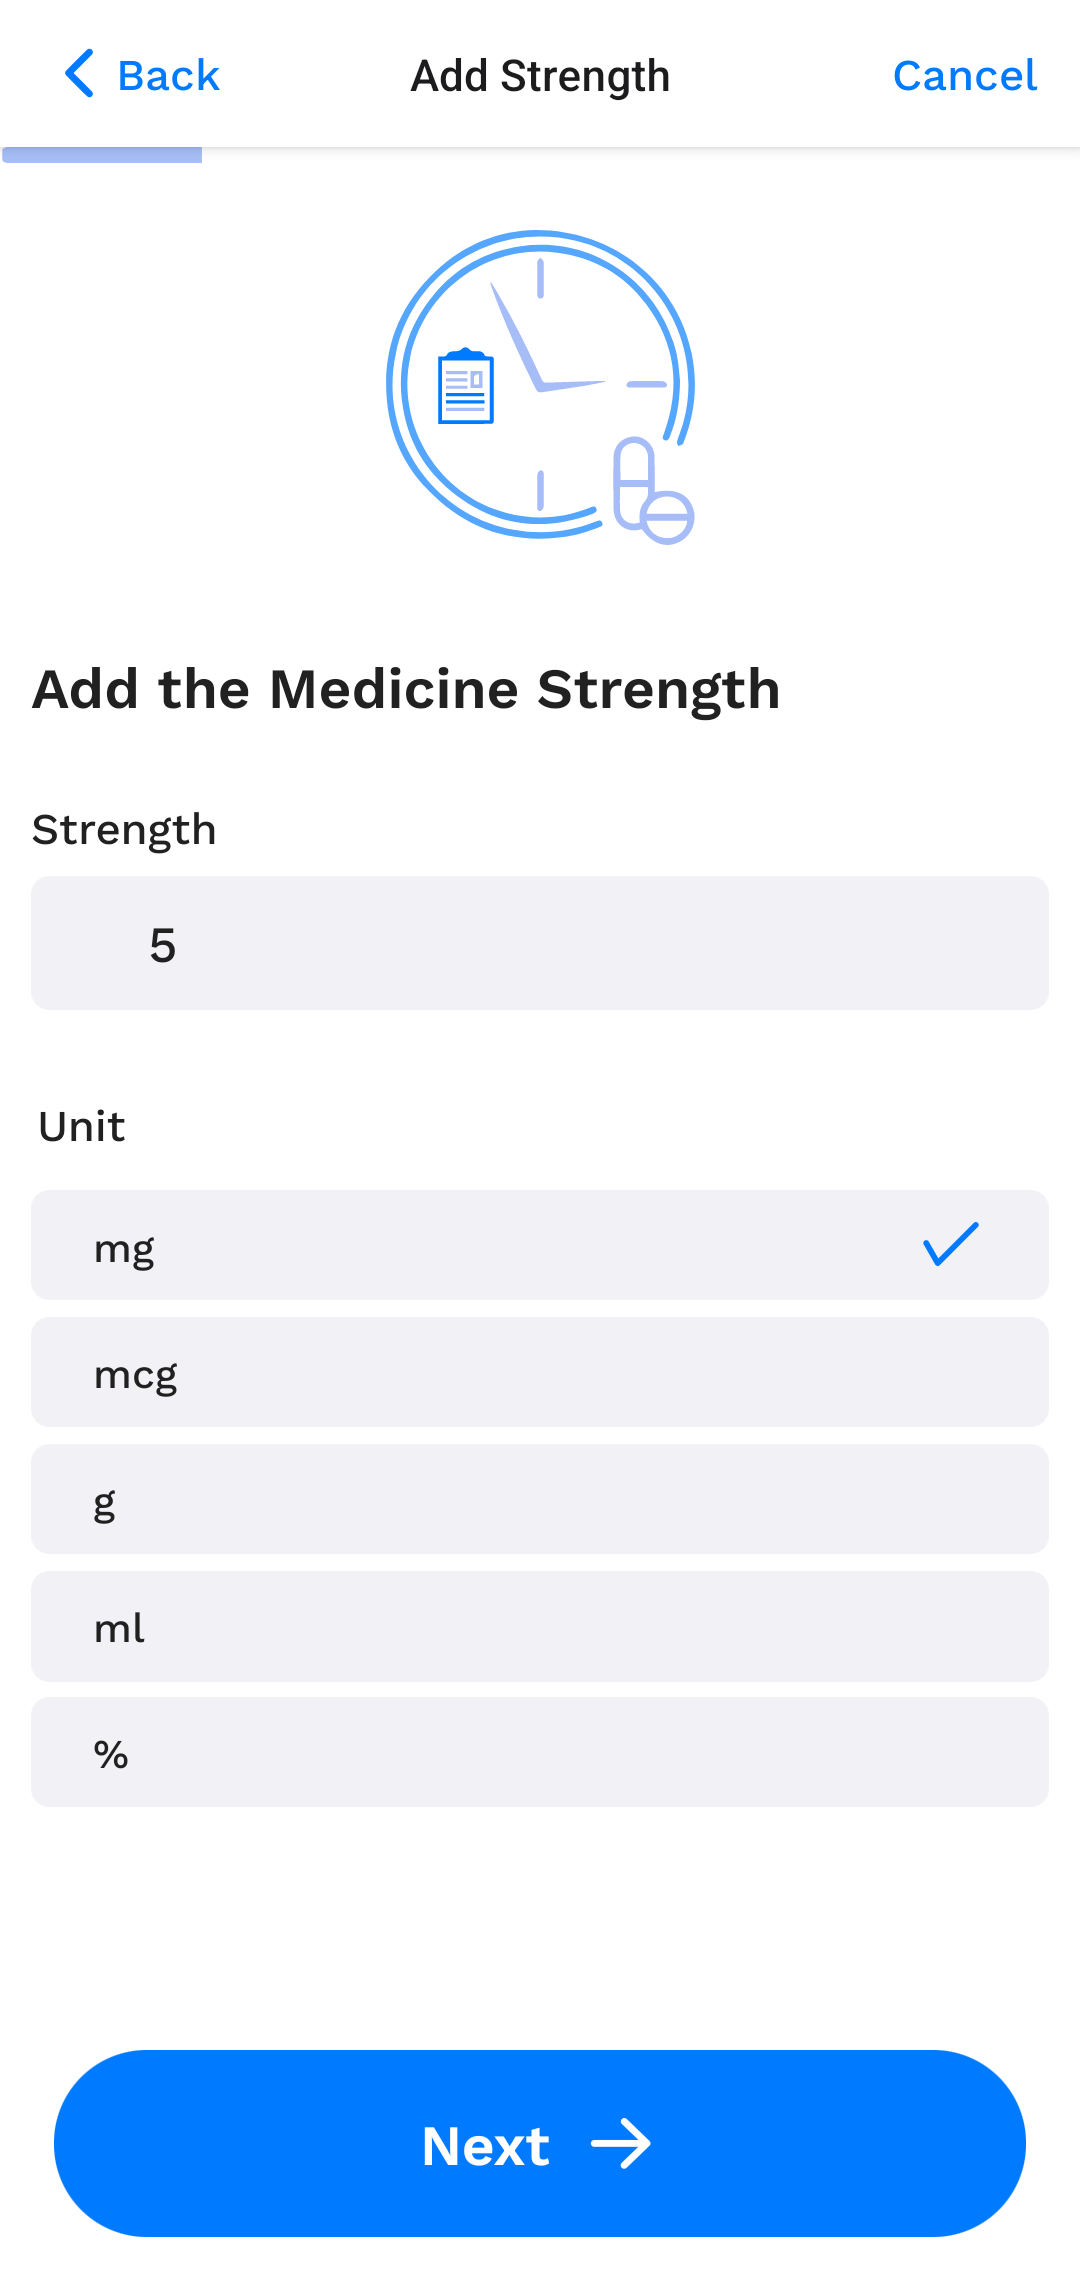 Back Add Strength Cancel
Add the Medicine Strength
Strength
5
Unit
mg
mcg
g
ml
%
Next